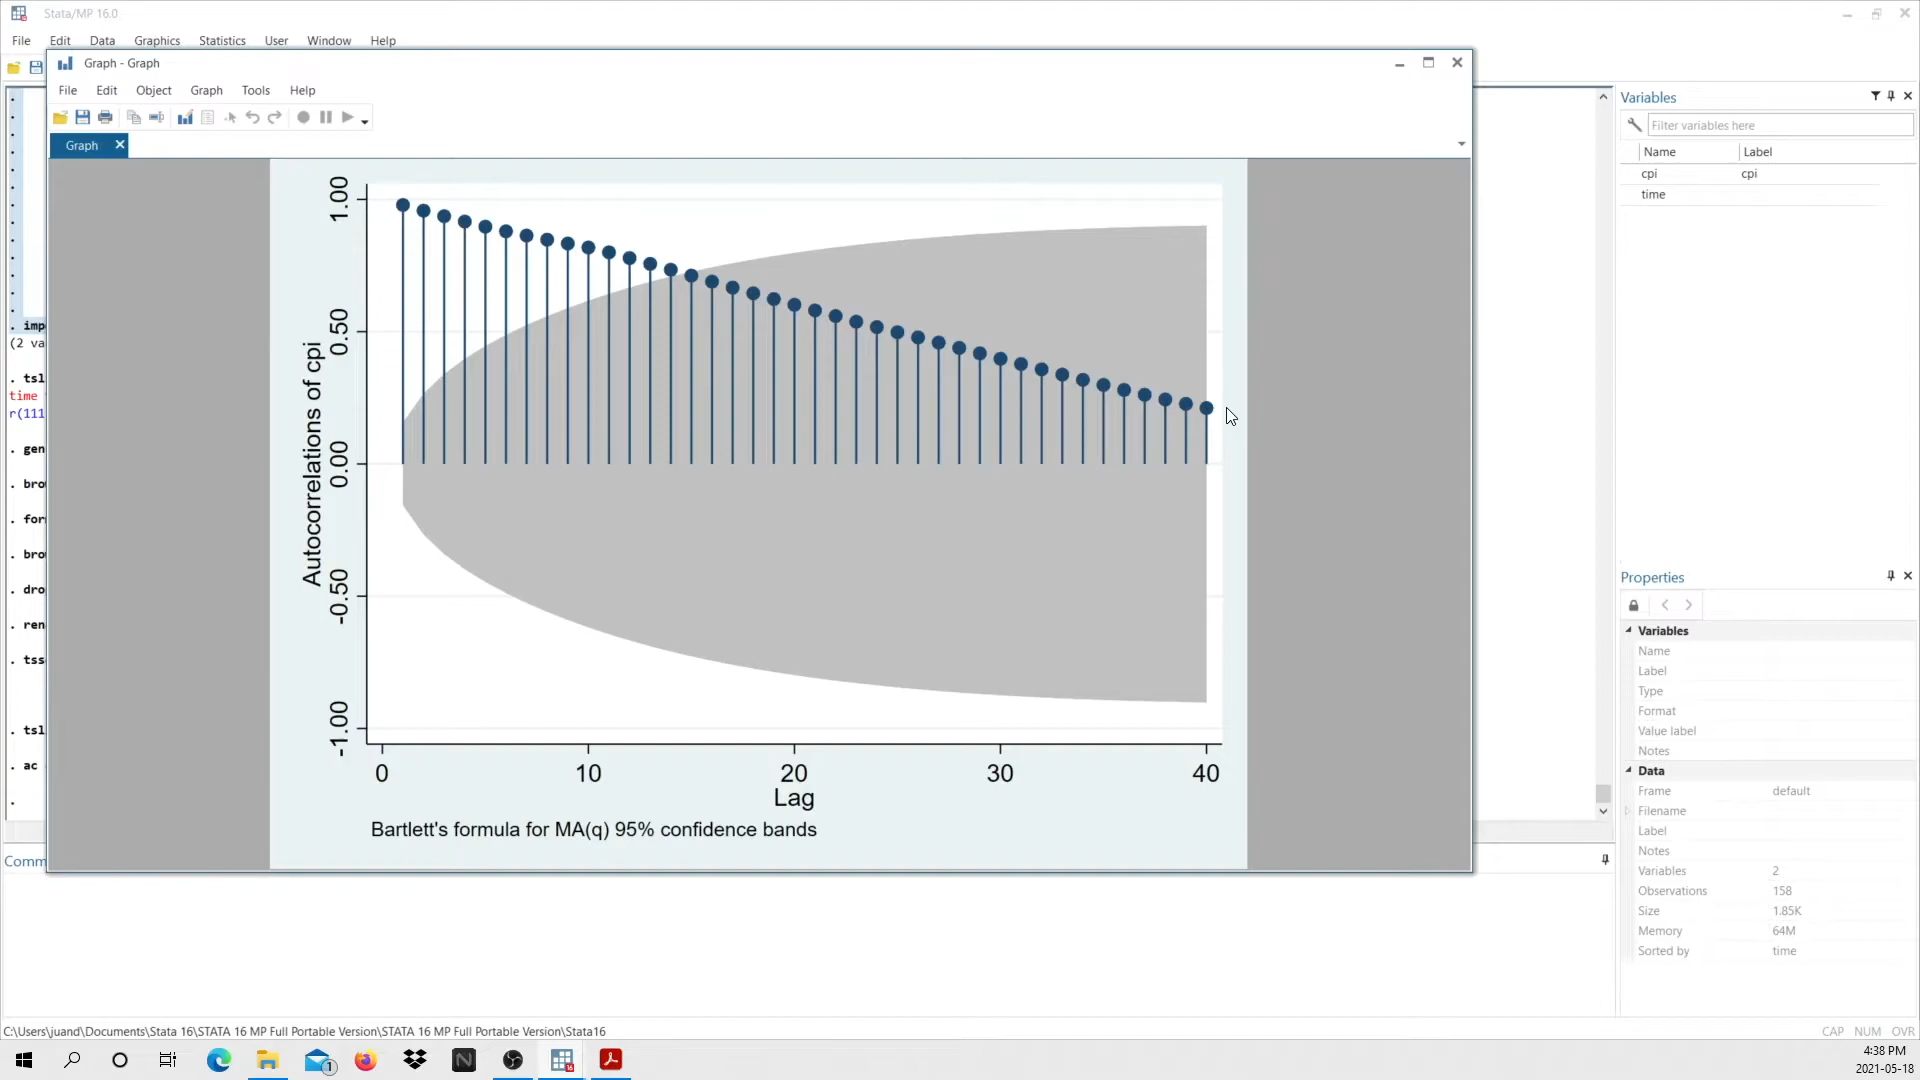 Stata/MP 16.0
File Edit Data Graphics Statistics User Window Help
Graph - Graph
File Edit Object Graph Tools Help
Graph
1.00
0.50
0.00
-0.50
-1.00
Autocorrelations of cpi
0 10 20 30 40
Lag
Bartlett's formula for MA(q) 95% confidence bands
. imp
(2 va
. tsl
time
r(111
. gen
. bro
. for
. bro
. dro
. ren
. tss
. tsl
. ac
.
Comm
Variables
Filter variables here
Name Label
cpi cpi
time
Properties
Variables
Name
Label
Type
Format
Value label
Notes
Data
Frame default
Filename
Label
Notes
Variables 2
Observations 158
Size 1.85K
Memory 64M
Sorted by time
C:\Users\juand\Documents\Stata 16\STATA 16 MP Full Portable Version\STATA 16 MP Full Portable Version\Stata16
CAP NUM OVR
1
16
4:38 PM
2021-05-18